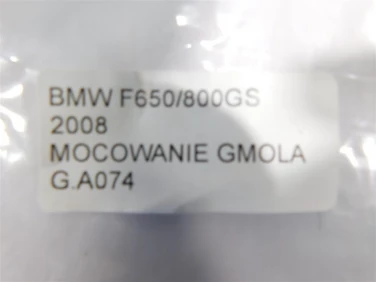 BMW F650/800GS
2008
MOCOWANIE GMOLA
G.A074